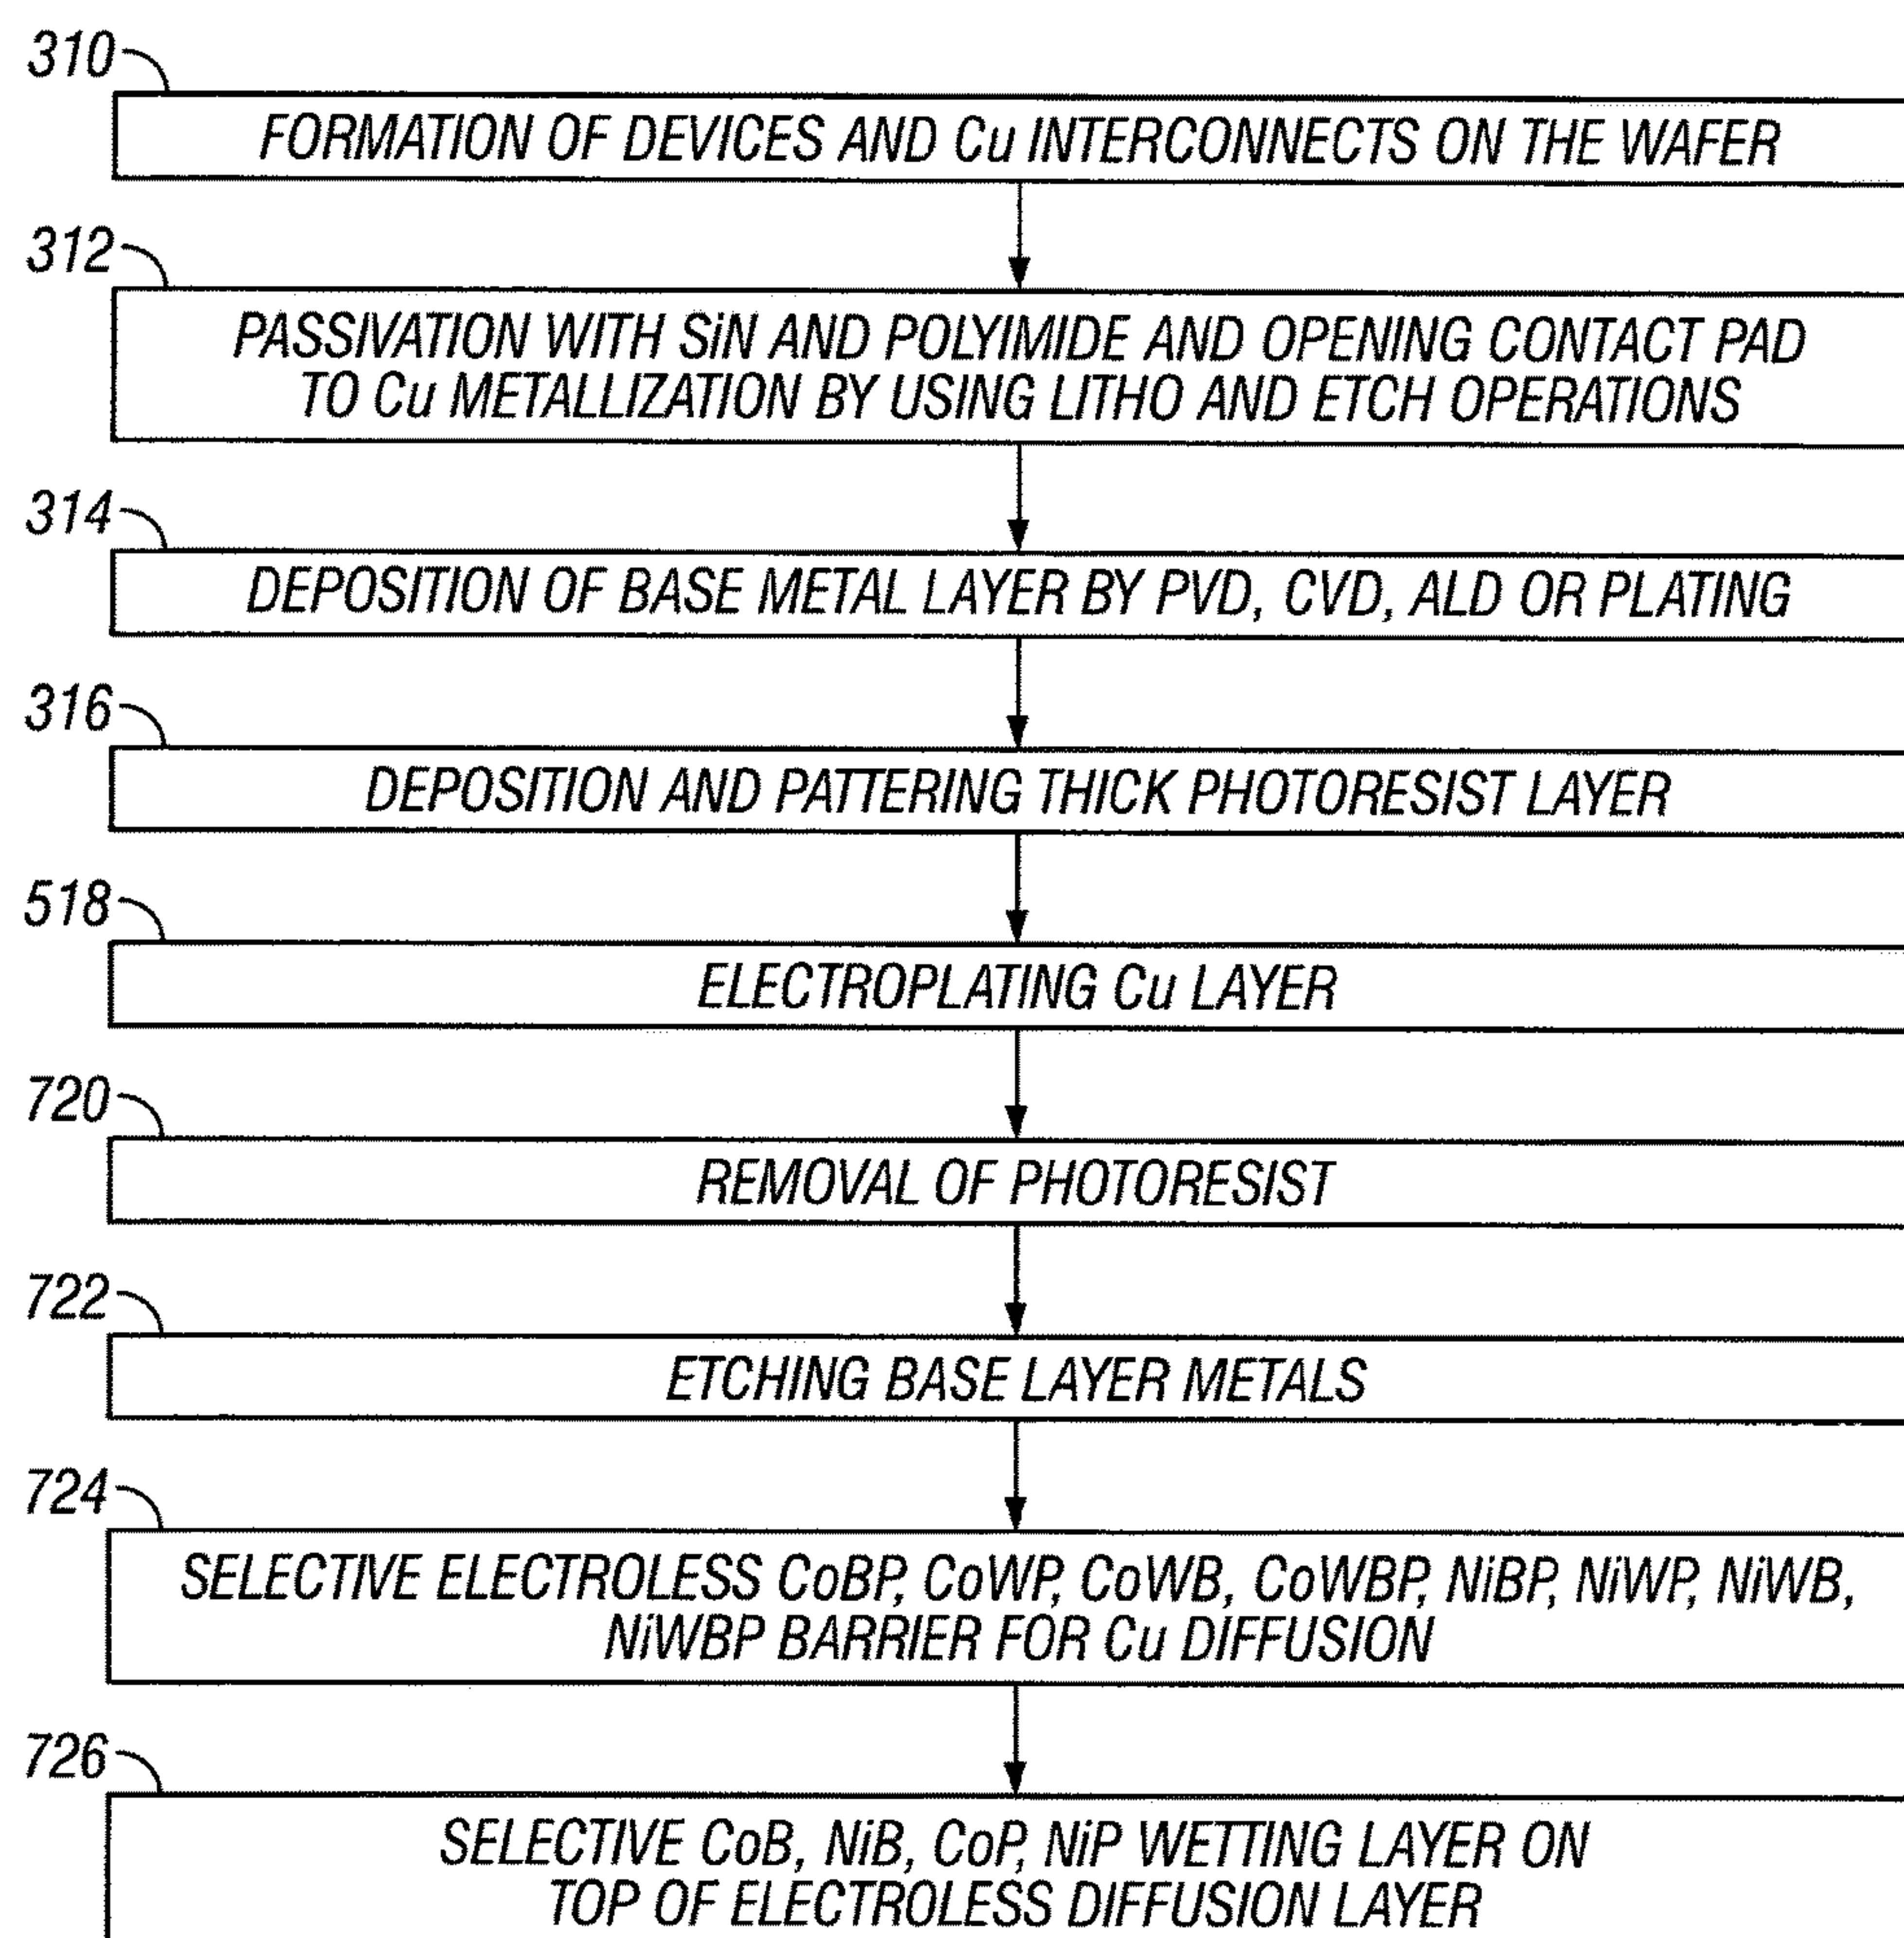 310
FORMATION OF DEVICES AND Cu INTERCONNECTS ON THE WAFER
312
PASSIVATION WITH SiN AND POLYIMIDE AND OPENING CONTACT PAD
TO Cu METALLIZATION BY USING LITHO AND ETCH OPERATIONS
314
DEPOSITION OF BASE METAL LAYER BY PVD, CVD, ALD OR PLATING
316
DEPOSITION AND PATTERING THICK PHOTORESIST LAYER
518
ELECTROPLATING Cu LAYER
720
REMOVAL OF PHOTORESIST
722
ETCHING BASE LAYER METALS
724
SELECTIVE ELECTROLESS CoBP, CoWP, CoWB, CoWBP, NiBP, NiWP, NiWB,
NiWBP BARRIER FOR Cu DIFFUSION
726
SELECTIVE CoB, NiB, CoP, NiP WETTING LAYER ON
TOP OF ELECTROLESS DIFFUSION LAYER